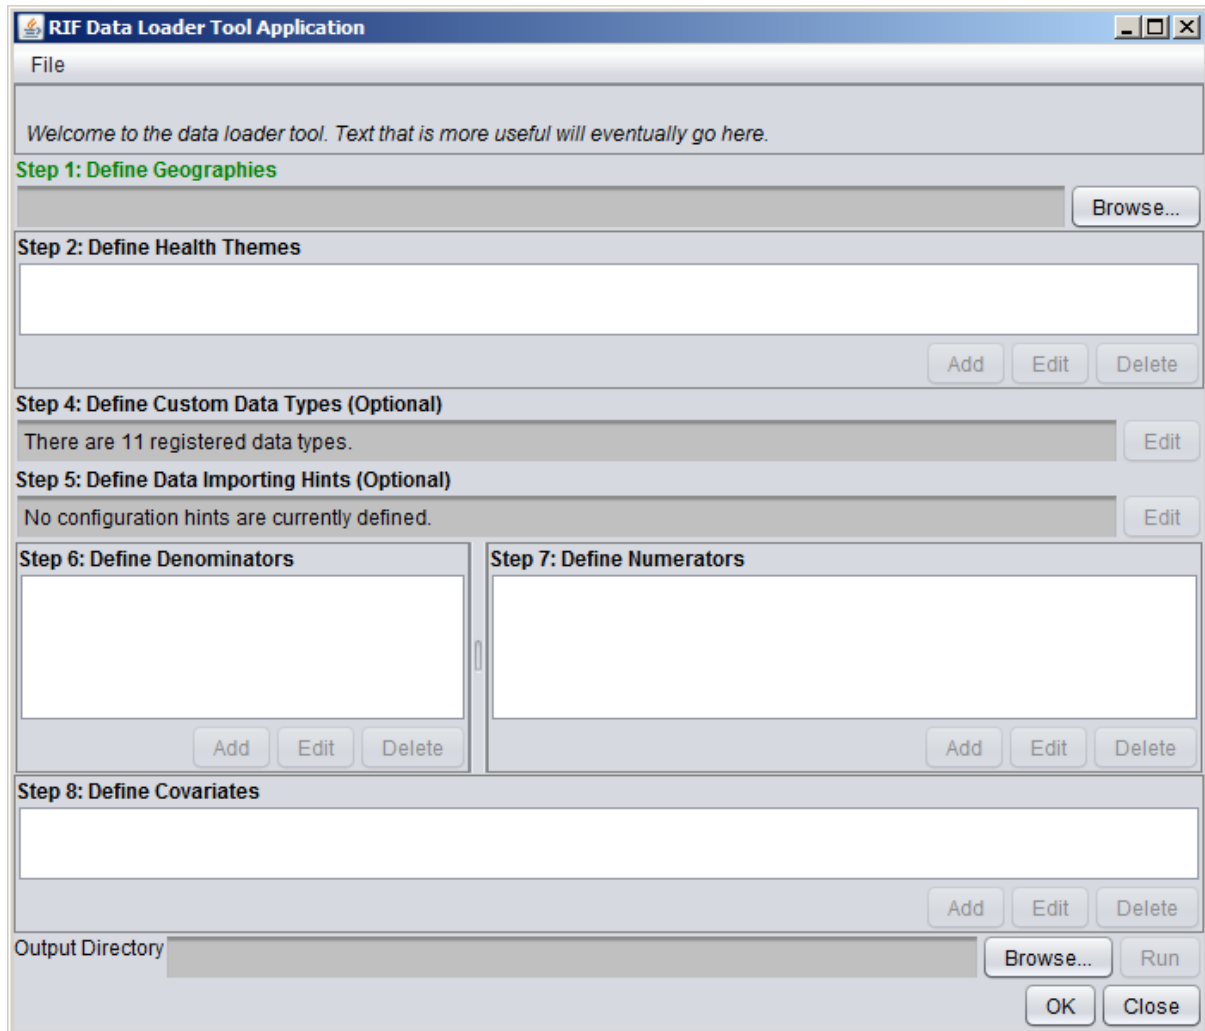 RIF Data Loader Tool Application
File
Welcome to the data loader tool. Text that is more useful will eventually go here.
Step 1: Define Geographies
Browse...
Step 2: Define Health Themes
Add Edit Delete
Step 4: Define Custom Data Types (Optional)
There are 11 registered data types. Edit
Step 5: Define Data Importing Hints (Optional)
No configuration hints are currently defined. Edit
Step 6: Define Denominators
Add Edit Delete
Step 7: Define Numerators
Add Edit Delete
Step 8: Define Covariates
Add Edit Delete
Output Directory Browse... Run
OK Close